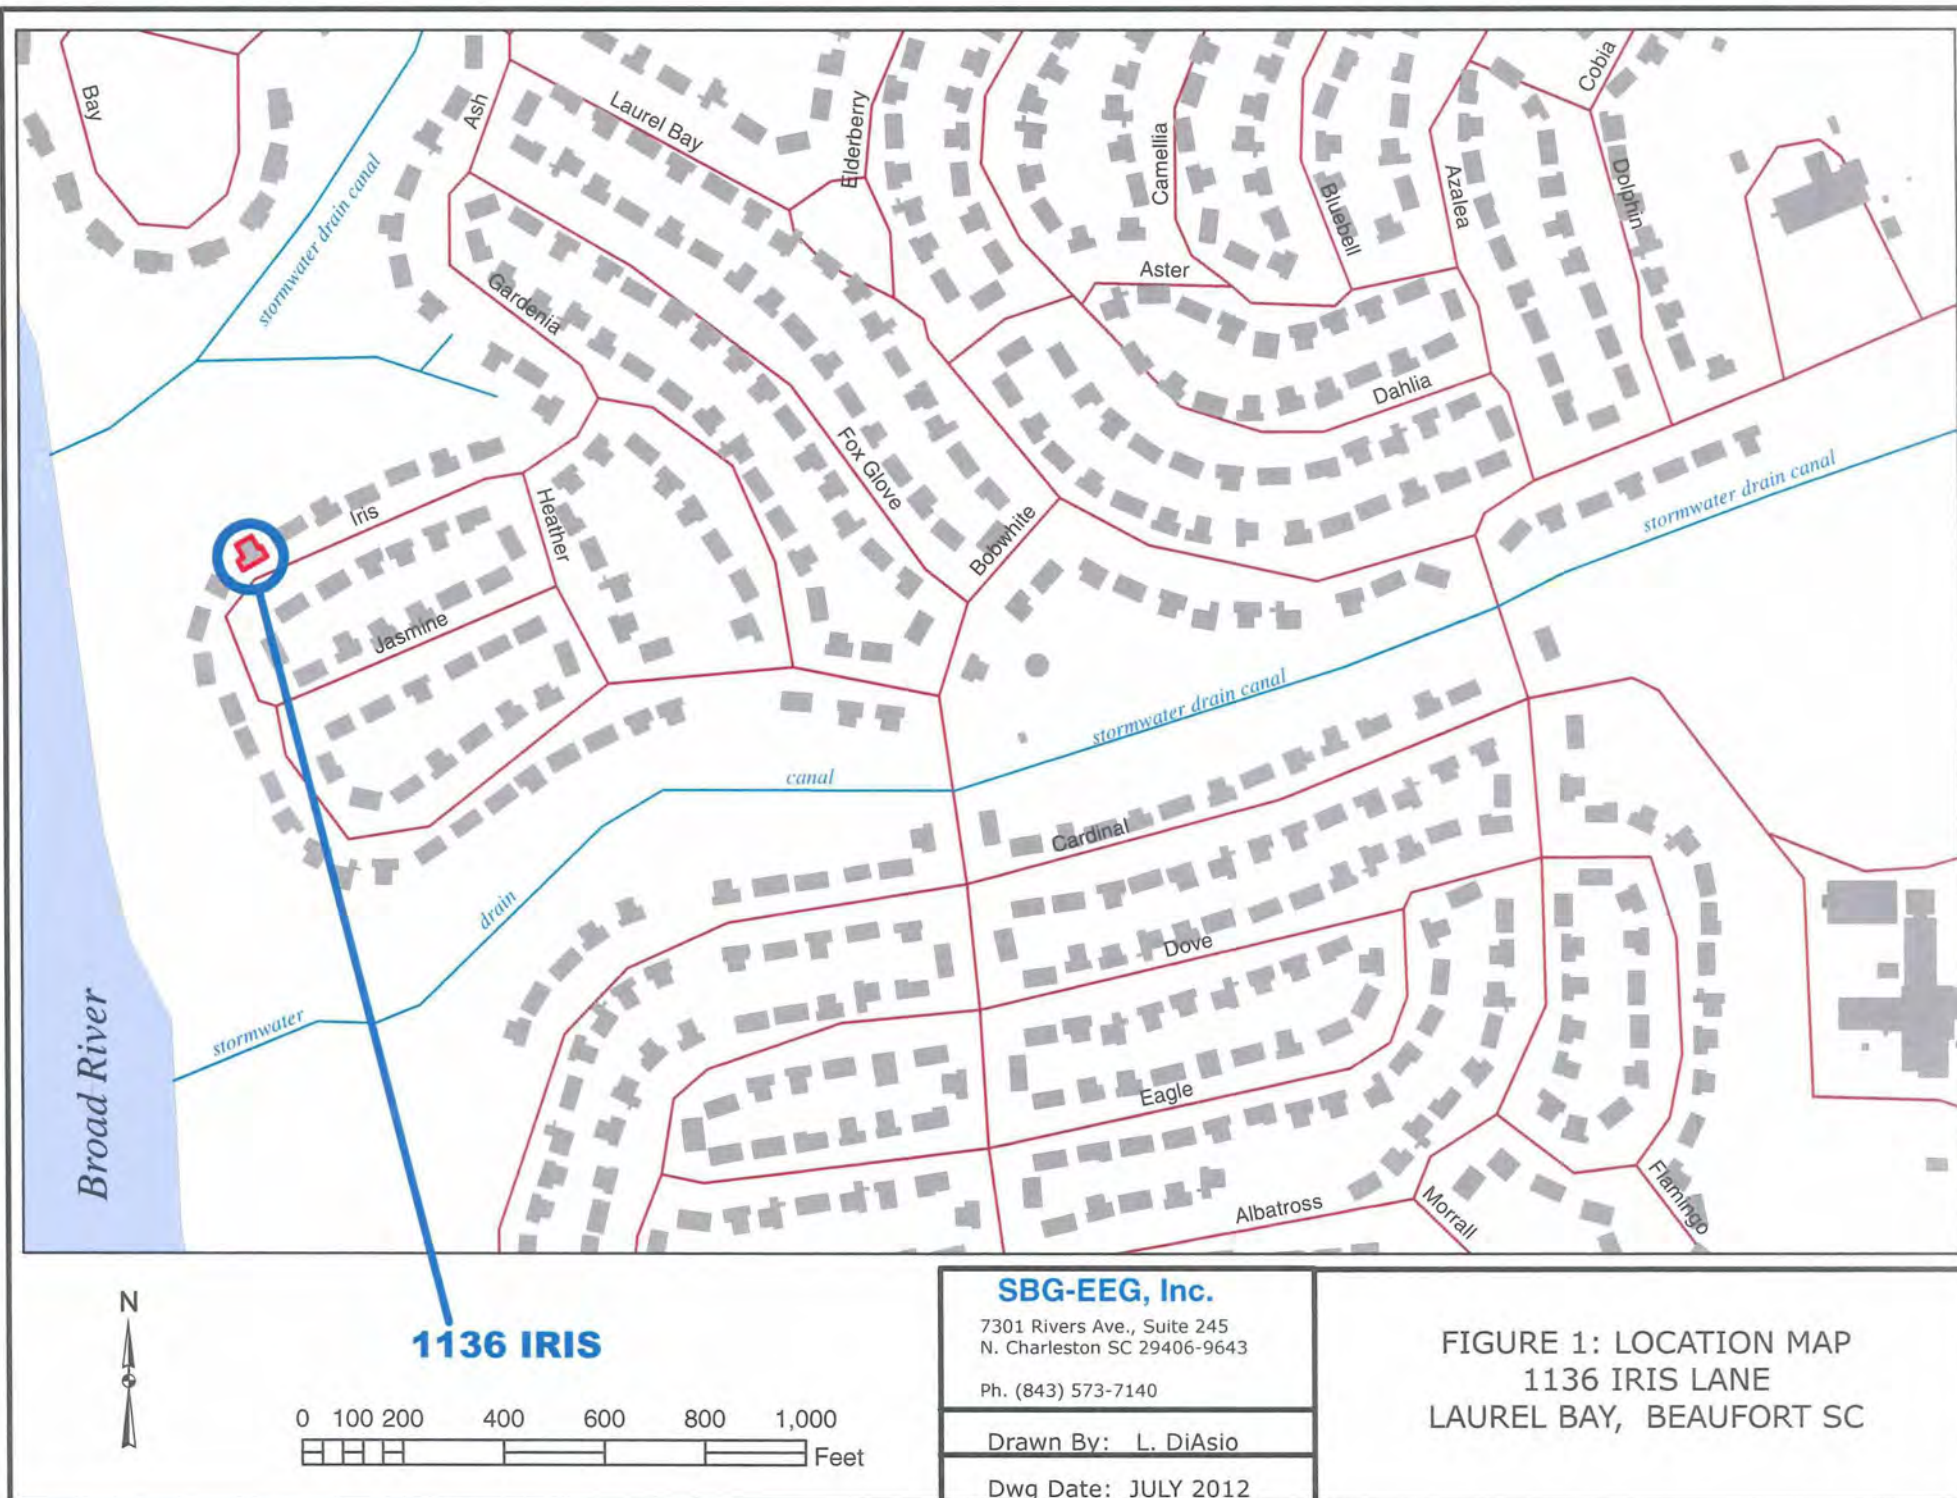 Bay
Ash
Laurel Bay
Elderberry
Camellia
Bluebell
Azalea
Cobia
Dolphin
stormwater drain canal
Aster
Gardenia
Dahlia
Fox Glove
Bobwhite
stormwater drain canal
Iris
Heather
Jasmine
stormwater drain canal
canal
Cardinal
drain
Dove
stormwater
Broad River
Eagle
Albatross
Morrall
Flamingo
N
1136 IRIS
0 100 200 400 600 800 1,000
Feet
SBG-EEG, Inc.
7301 Rivers Ave., Suite 245
N. Charleston SC 29406-9643
Ph. (843) 573-7140
Drawn By: L. DiAsio
Dwg Date: JULY 2012
FIGURE 1: LOCATION MAP
1136 IRIS LANE
LAUREL BAY, BEAUFORT SC